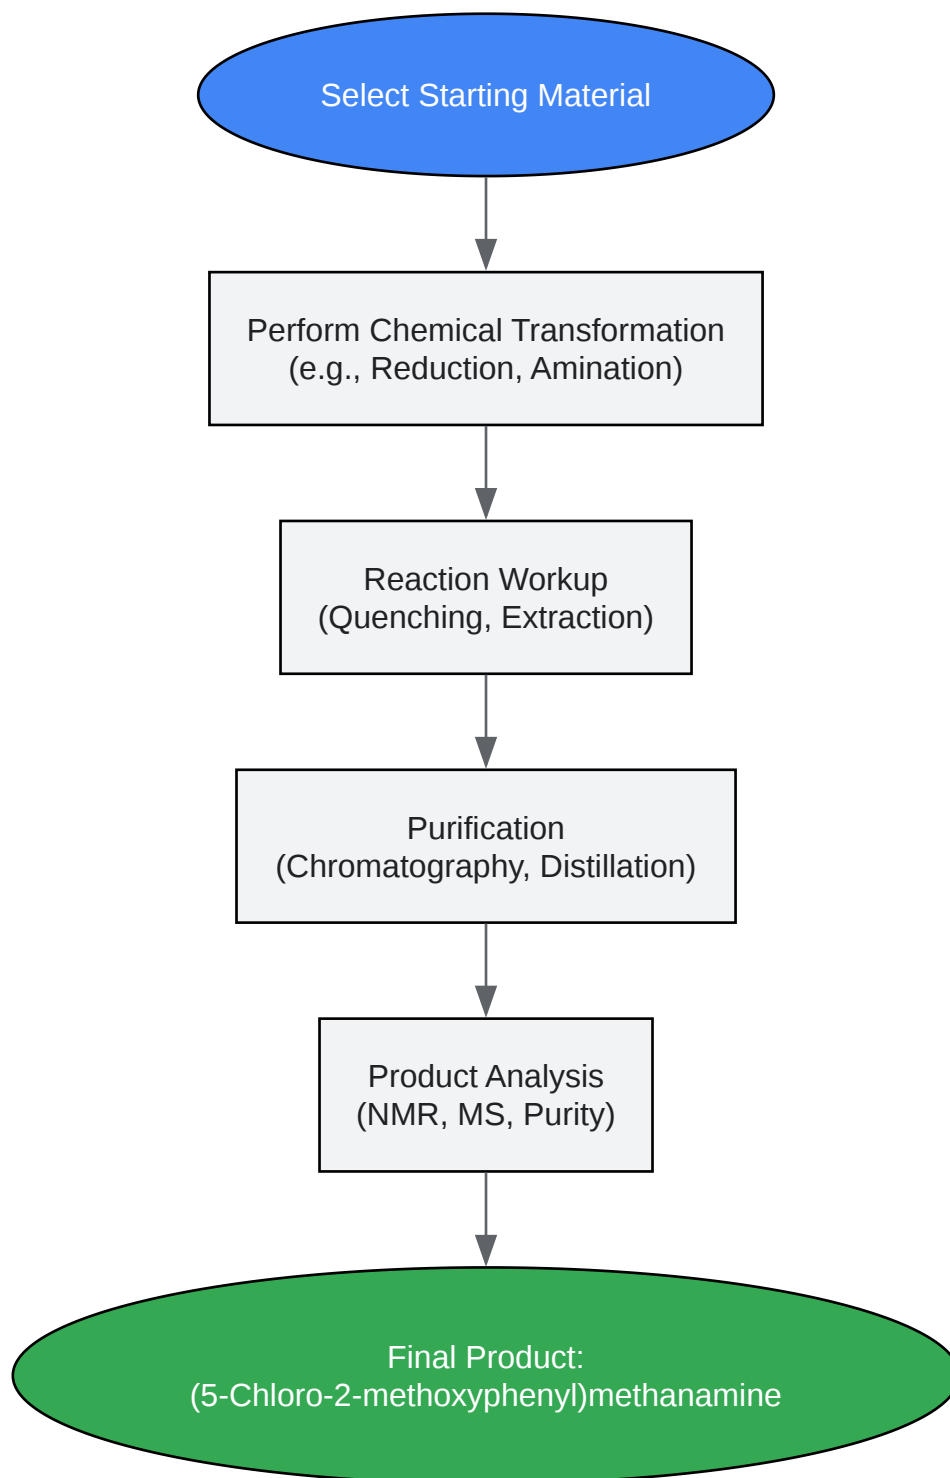 Select Starting Material
Perform Chemical Transformation
(e.g., Reduction, Amination)
Reaction Workup
(Quenching, Extraction)
Purification
(Chromatography, Distillation)
Product Analysis
(NMR, MS, Purity)
Final Product:
(5-Chloro-2-methoxyphenyl)methanamine